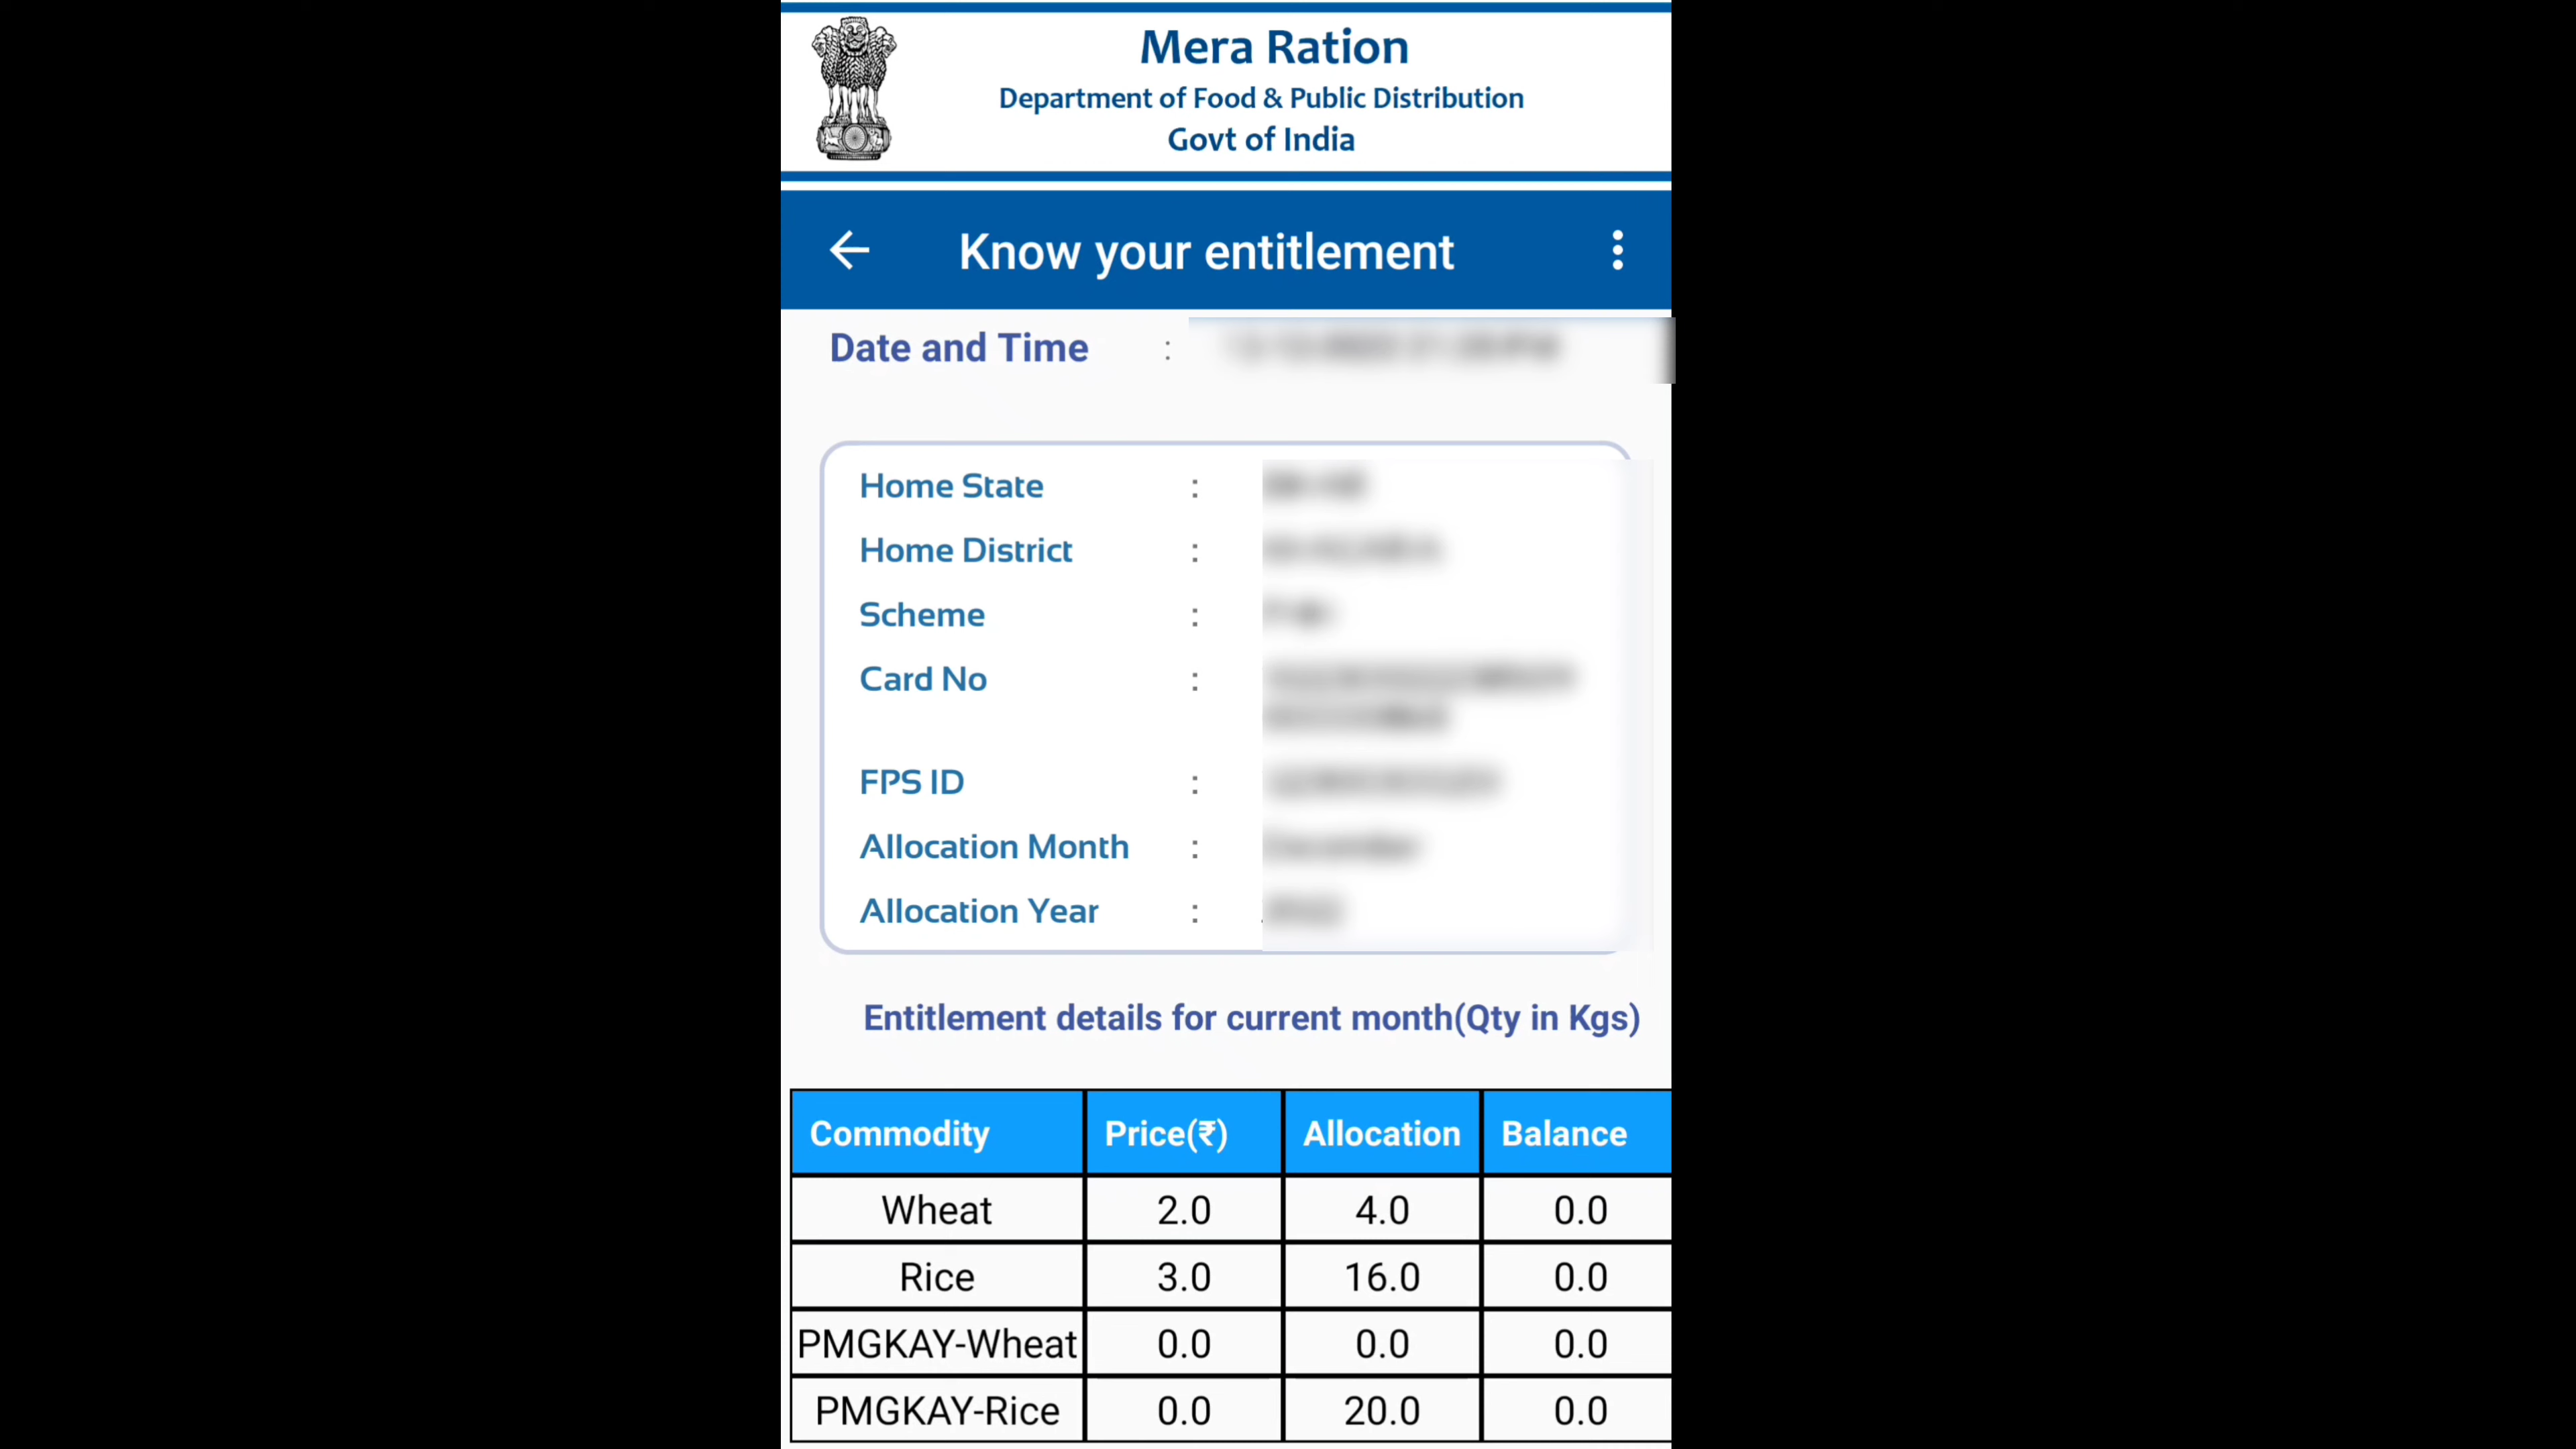 Mera Ration
Department of Food & Public Distribution
Govt of India
Know your entitlement
Date and Time :
Home State :
Home District :
Scheme :
Card No :
FPS ID :
Allocation Month :
Allocation Year :
Entitlement details for current month(Qty in Kgs)
Commodity Price(₹) Allocation Balance
Wheat 2.0 4.0 0.0
Rice 3.0 16.0 0.0
PMGKAY-Wheat 0.0 0.0 0.0
PMGKAY-Rice 0.0 20.0 0.0